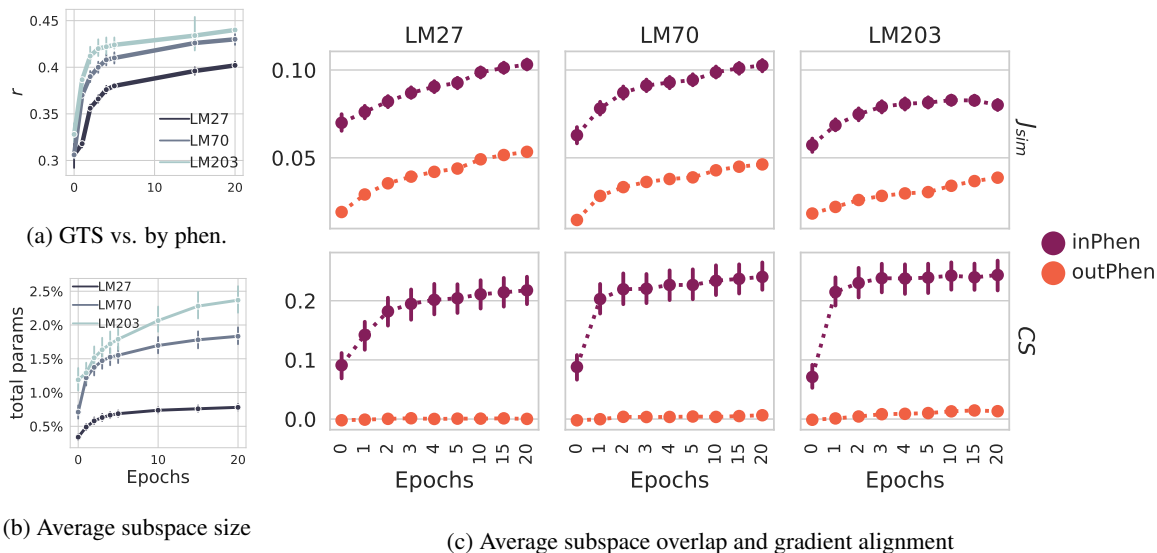 0.45
0.4
0.35
0.3
r
LM27
LM70
LM203
0
10
20
(a) GTS vs. by phen.
2.5%
2.0%
1.5%
1.0%
0.5%
total params
LM27
LM70
LM203
0
10
20
Epochs
(b) Average subspace size
LM27 LM70 LM203
0.10
0.05
Jsim
0.2
0.1
0.0
CS
0 1 2 3 4 5 10 15 20
0 1 2 3 4 5 10 15 20
0 1 2 3 4 5 10 15 20
Epochs Epochs Epochs
inPhen
outPhen
(c) Average subspace overlap and gradient alignment